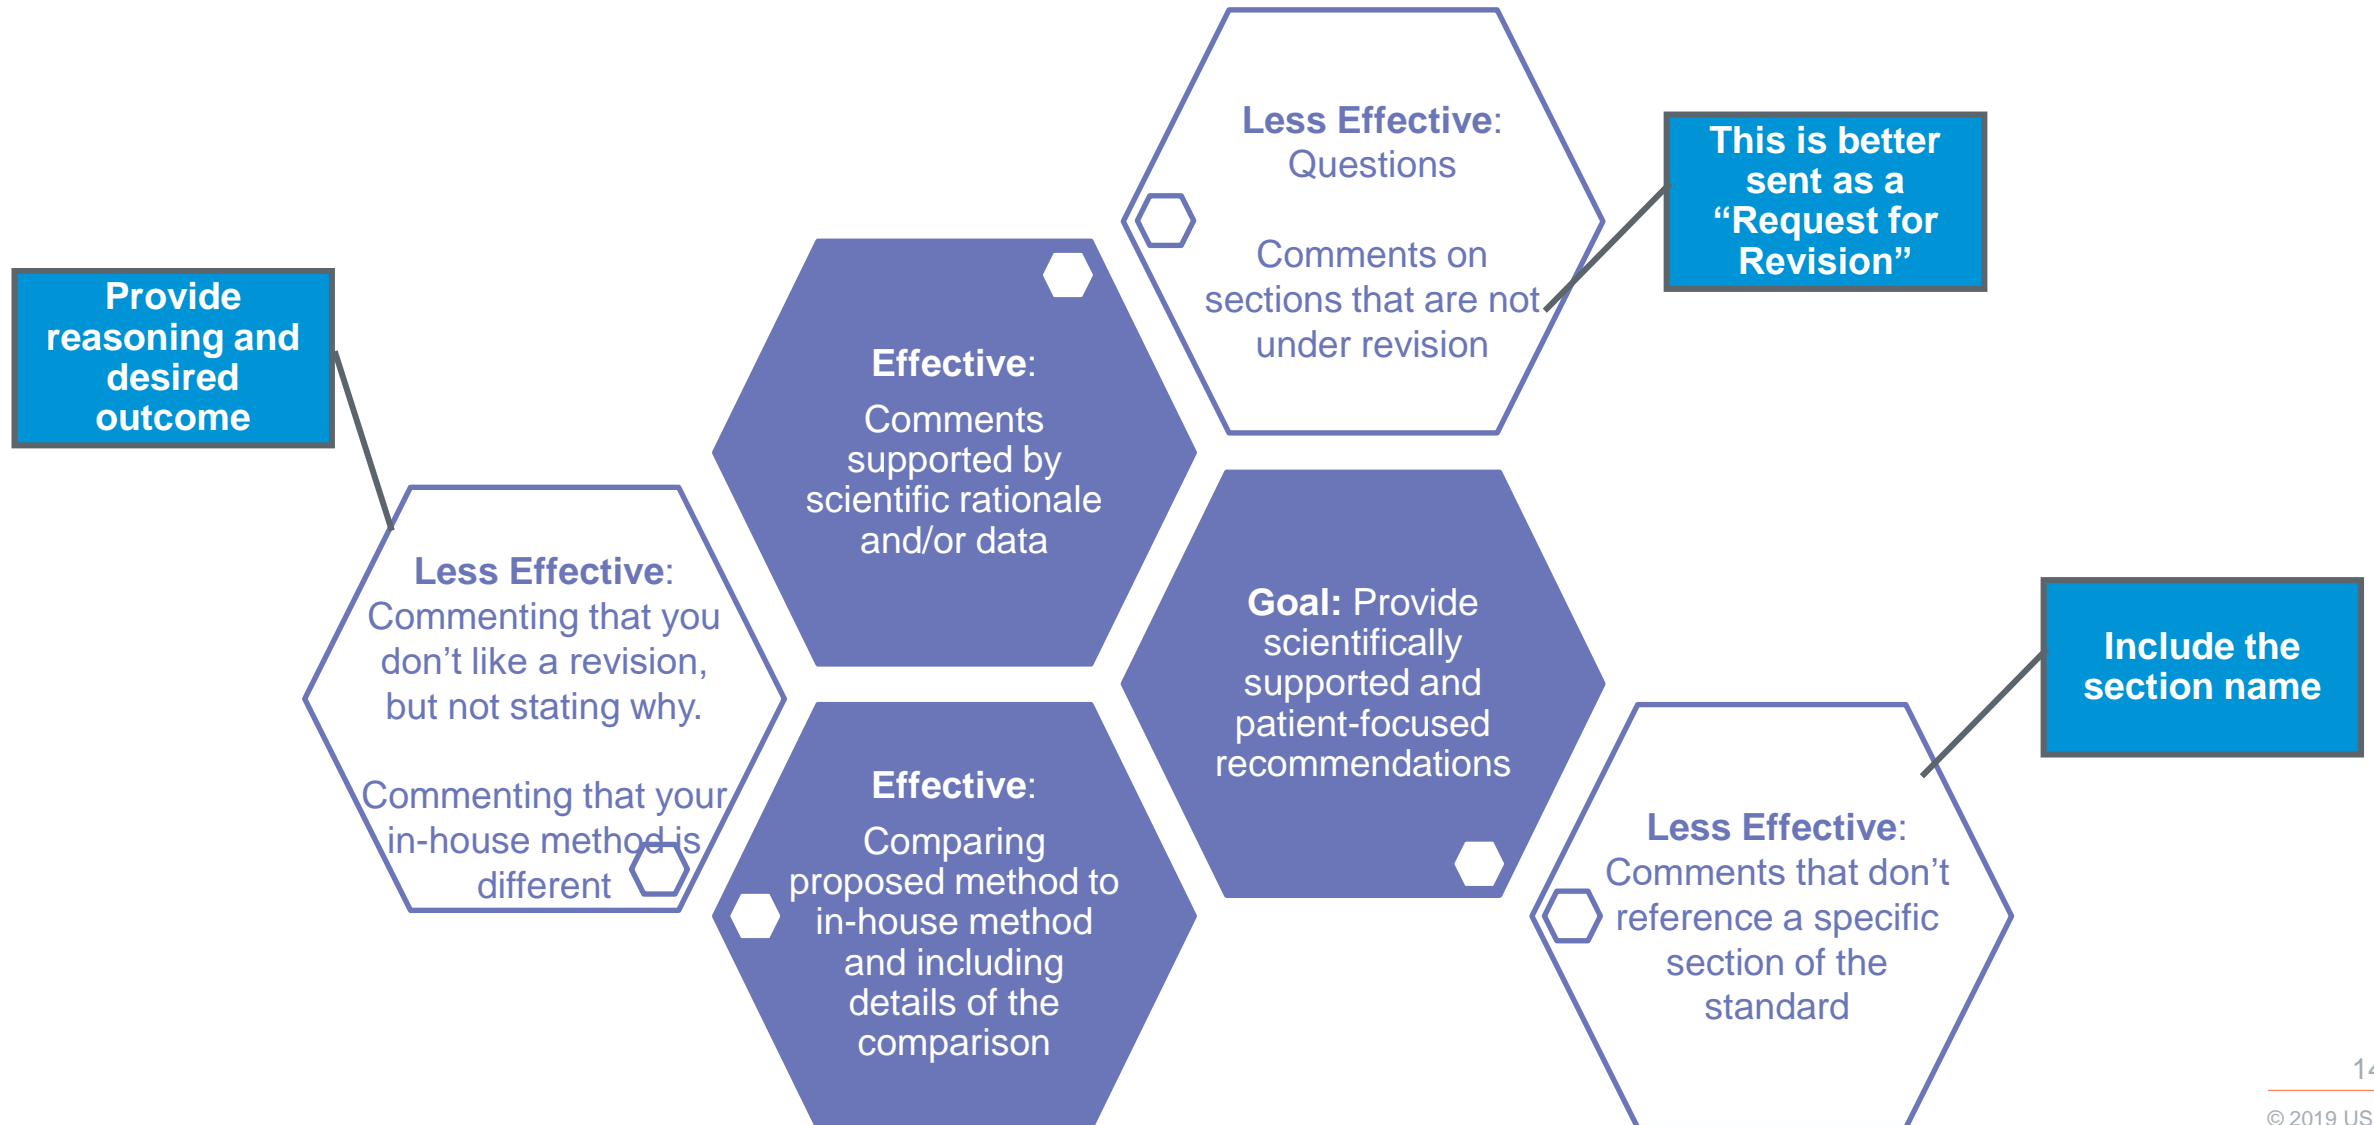 Less Effective:
Questions
Comments on
sections that are not
under revision
This is better
sent as a
“Request for
Revision”
Provide
reasoning and
desired
outcome
Effective:
Comments
supported by
scientific rationale
and/or data
Less Effective:
Commenting that you
don’t like a revision,
but not stating why.
Commenting that your
in-house method is
different
Goal: Provide
scientifically
supported and
patient-focused
recommendations
Include the
section name
Effective:
Comparing
proposed method to
in-house method
and including
details of the
comparison
Less Effective:
Comments that don’t
reference a specific
section of the
standard
14
© 2019 US